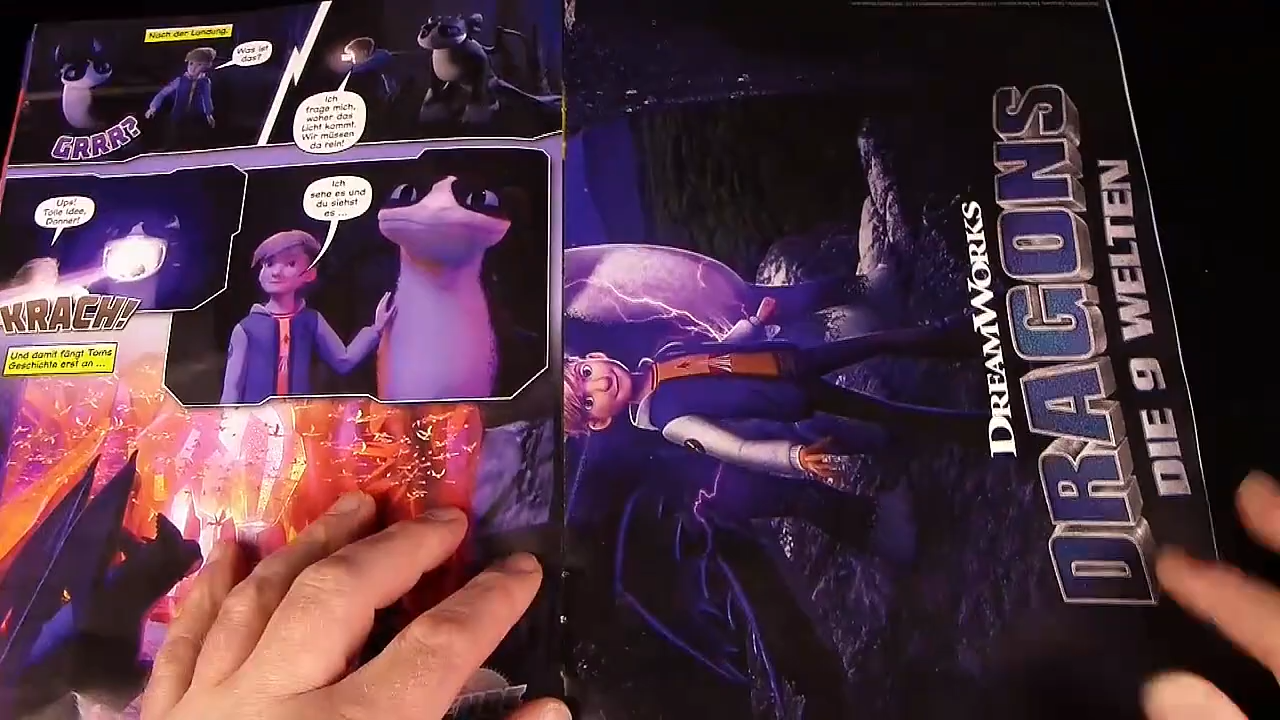 Nach der Landung.
Was ist
das?
GRRR?
Ich
frage mich,
woher das
Licht kommt.
Wir müssen
da rein!
Ups!
Tolle Idee,
Donner!
KRACH!
Ich
sehe es und
du siehst
es ...
Und damit fängt Toms
Geschichte erst an ...
DREAMWORKS
DRAGONS
DIE 9 WELTEN